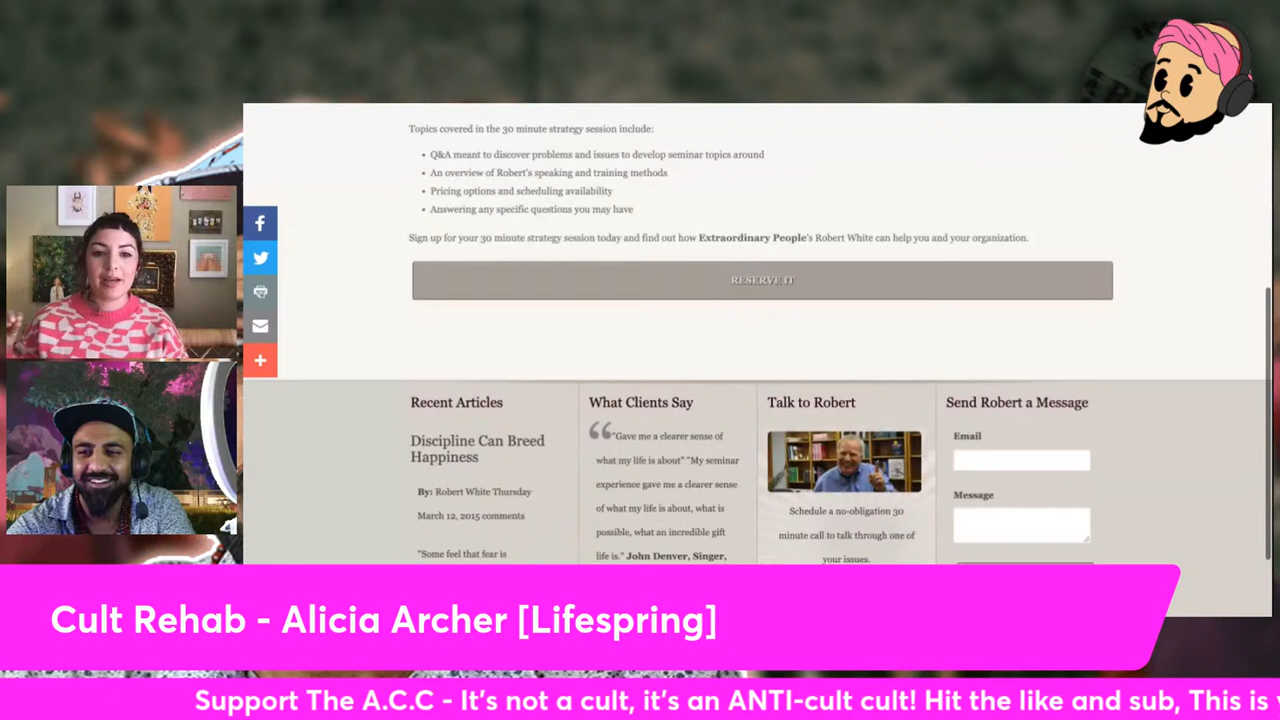 Topics covered in the 30 minute strategy session include:
• Q&A meant to discover problems and issues to develop seminar topics around
• An overview of Robert's speaking and training methods
• Pricing options and scheduling availability
• Answering any specific questions you may have
Sign up for your 30 minute strategy session today and find out how Extraordinary People's Robert White can help you and your organization.
RESERVE IT
Recent Articles
Discipline Can Breed
Happiness
By: Robert White Thursday
March 12, 2015 comments
"Some feel that fear is
What Clients Say
"Gave me a clearer sense of
what my life is about" "My seminar
experience gave me a clearer sense
of what my life is about, what is
possible, what an incredible gift
life is." John Denver, Singer,
Talk to Robert
Schedule a no-obligation 30
minute call to talk through one of
your issues.
Send Robert a Message
Email
Message
Cult Rehab - Alicia Archer [Lifespring]
Support The A.C.C - It's not a cult, it's an ANTI-cult cult! Hit the like and sub, This is